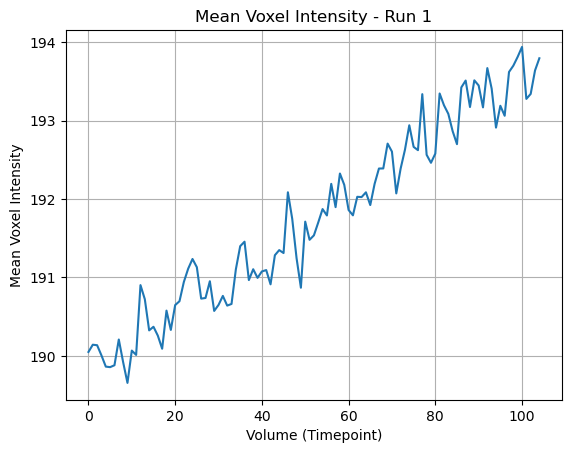 Mean Voxel Intensity - Run 1
Mean Voxel Intensity
194
193
192
191
190
0 20 40 60 80 100
Volume (Timepoint)